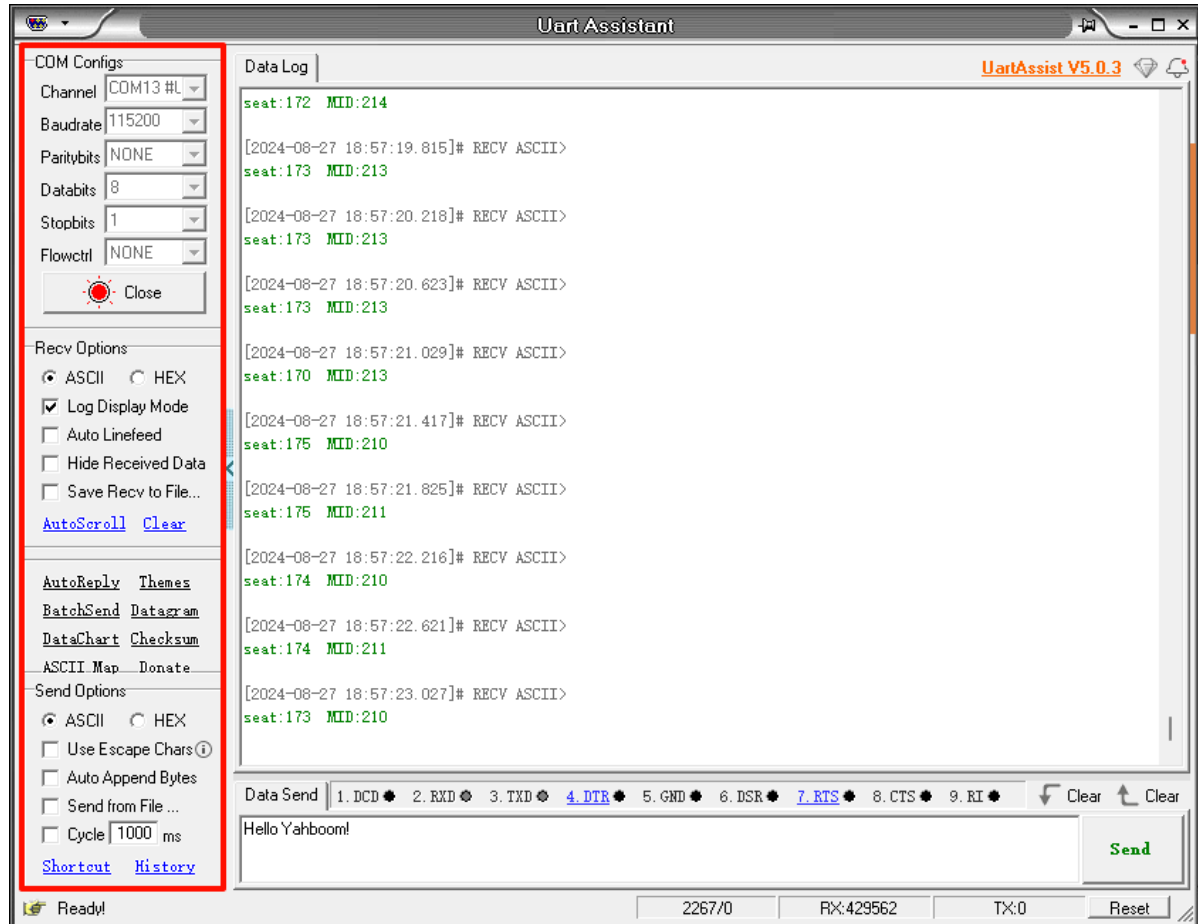 Uart Assistant
COM Configs
Channel COM13 #U
Baudrate 115200
Paritybits NONE
Databits 8
Stopbits 1
Flowctrl NONE
Close
Recv Options
ASCII HEX
Log Display Mode
Auto Linefeed
Hide Received Data
Save Recv to File...
AutoScroll Clear
AutoReply Themes
BatchSend Datagram
DataChart Checksum
ASCII Map Donate
Send Options
ASCII HEX
Use Escape Chars
Auto Append Bytes
Send from File ...
Cycle 1000 ms
Shortcut History
Data Log
UartAssist V5.0.3
seat:172 MID:214
[2024-08-27 18:57:19.815]# RECV ASCII>
seat:173 MID:213
[2024-08-27 18:57:20.218]# RECV ASCII>
seat:173 MID:213
[2024-08-27 18:57:20.623]# RECV ASCII>
seat:173 MID:213
[2024-08-27 18:57:21.029]# RECV ASCII>
seat:170 MID:213
[2024-08-27 18:57:21.417]# RECV ASCII>
seat:175 MID:210
[2024-08-27 18:57:21.825]# RECV ASCII>
seat:175 MID:211
[2024-08-27 18:57:22.216]# RECV ASCII>
seat:174 MID:210
[2024-08-27 18:57:22.621]# RECV ASCII>
seat:174 MID:211
[2024-08-27 18:57:23.027]# RECV ASCII>
seat:173 MID:210
Data Send 1. DCD 2. RXD 3. TXD 4. DTR 5. GND 6. DSR 7. RTS 8. CTS 9. RI Clear Clear
Hello Yahboom!
Send
Ready! 2267/0 RX:429562 TX:0 Reset